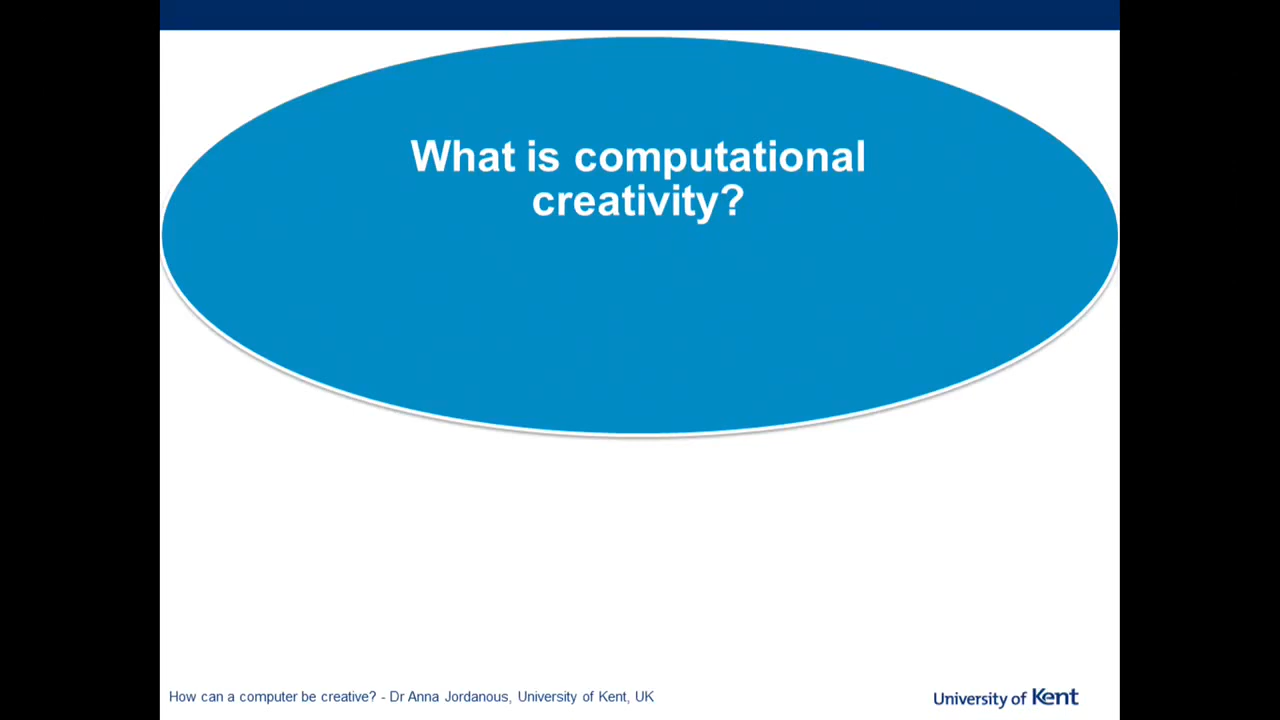 What is computational
creativity?
How can a computer be creative? - Dr Anna Jordanous, University of Kent, UK
University of Kent